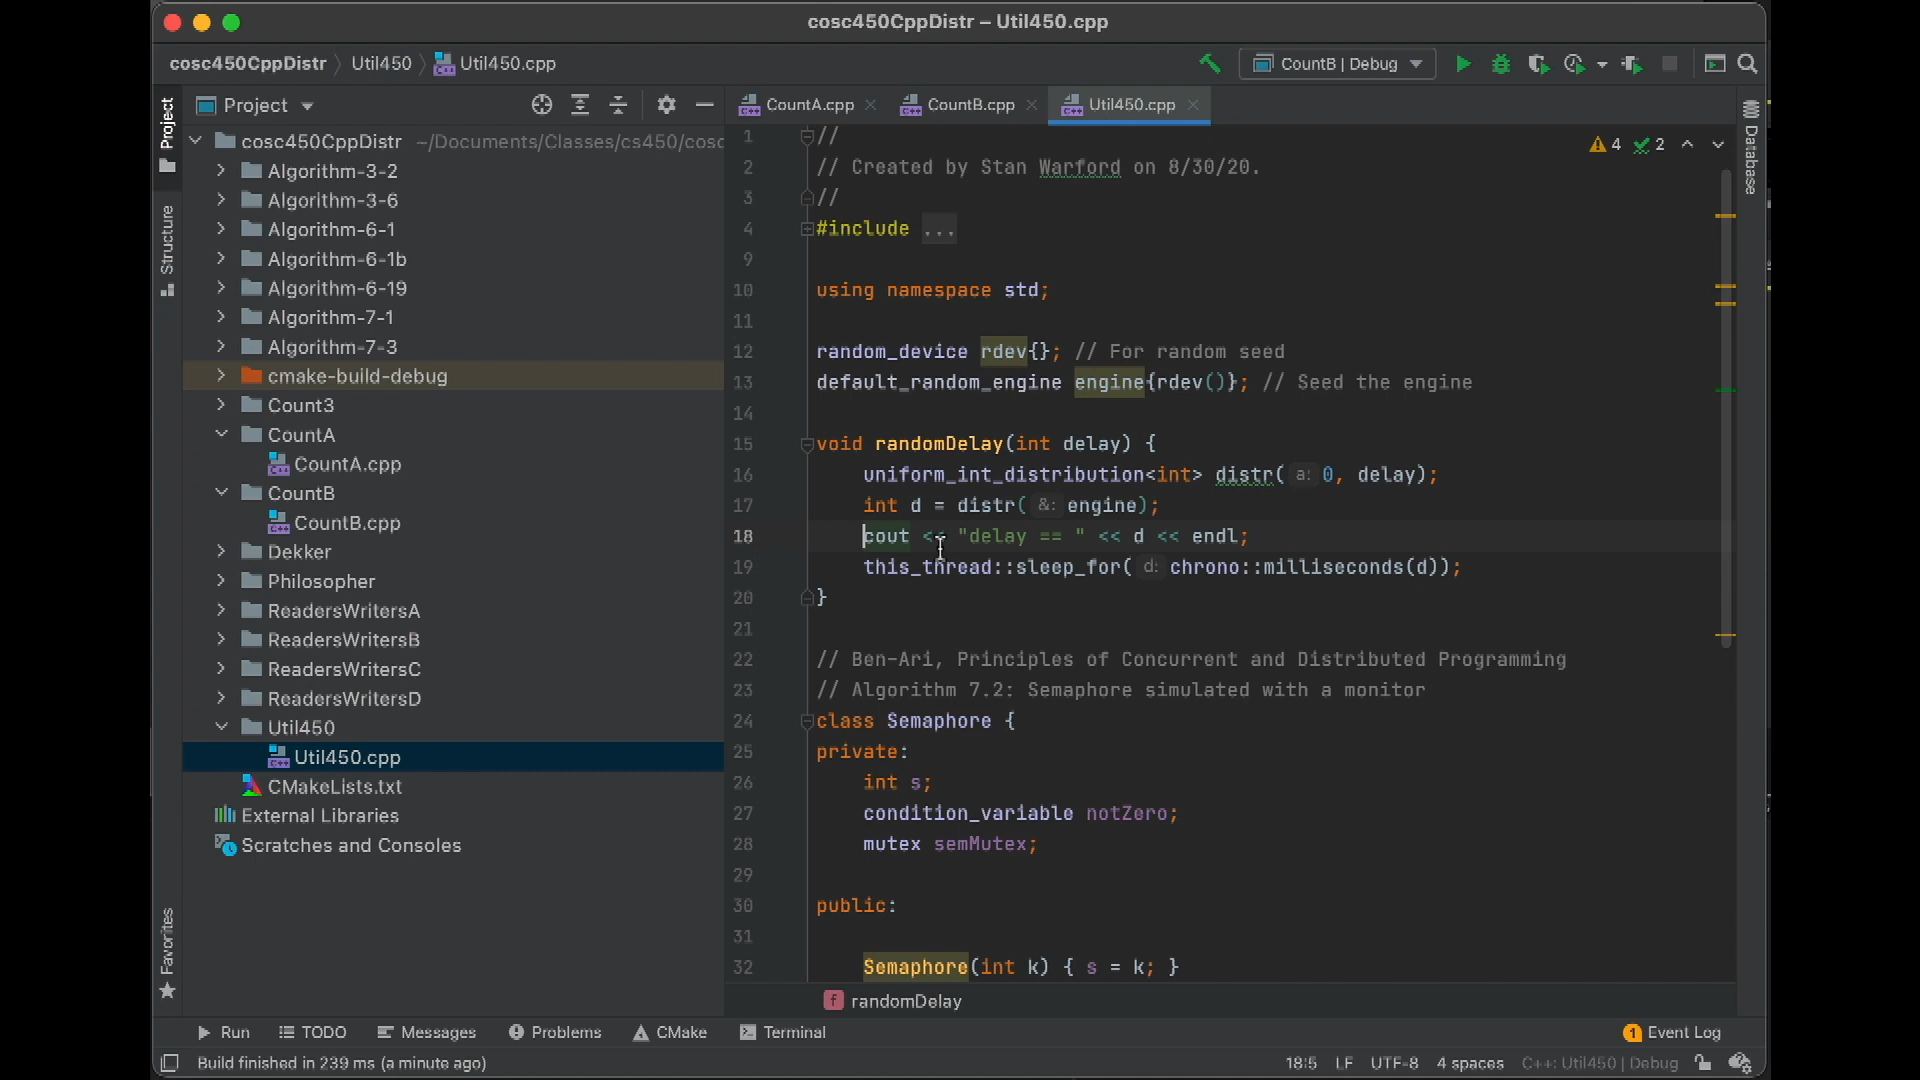 cosc450CppDistr – Util450.cpp
cosc450CppDistr Util450 Util450.cpp
CountB | Debug
Project
CountA.cpp
CountB.cpp
Util450.cpp
Project
Structure
Favorites
cosc450CppDistr ~/Documents/Classes/cs450/cosc
Algorithm-3-2
Algorithm-3-6
Algorithm-6-1
Algorithm-6-1b
Algorithm-6-19
Algorithm-7-1
Algorithm-7-3
cmake-build-debug
Count3
CountA
CountA.cpp
CountB
CountB.cpp
Dekker
Philosopher
ReadersWritersA
ReadersWritersB
ReadersWritersC
ReadersWritersD
Util450
Util450.cpp
CMakeLists.txt
External Libraries
Scratches and Consoles
4 2
Database
1 //
2 // Created by Stan Warford on 8/30/20.
3 //
4 #include ...
9
10 using namespace std;
11
12 random_device rdev{}; // For random seed
13 default_random_engine engine{rdev()}; // Seed the engine
14
15 void randomDelay(int delay) {
16 uniform_int_distribution<int> distr( a: 0, delay);
17 int d = distr( &: engine);
18 cout << "delay == " << d << endl;
19 this_thread::sleep_for( d: chrono::milliseconds(d));
20 }
21
22 // Ben-Ari, Principles of Concurrent and Distributed Programming
23 // Algorithm 7.2: Semaphore simulated with a monitor
24 class Semaphore {
25 private:
26 int s;
27 condition_variable notZero;
28 mutex semMutex;
29
30 public:
31
32 Semaphore(int k) { s = k; }
f randomDelay
Run TODO Messages Problems CMake Terminal 1 Event Log
Build finished in 239 ms (a minute ago) 18:5 LF UTF-8 4 spaces C++: Util450 | Debug